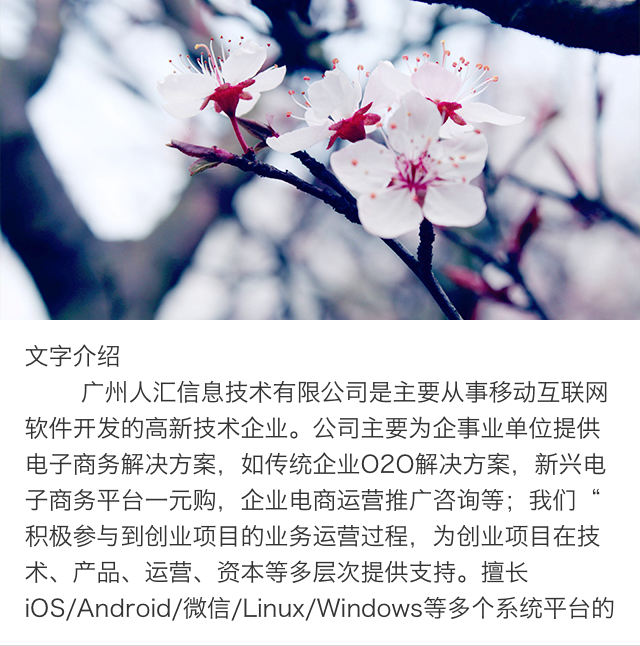 文字介绍
广州人汇信息技术有限公司是主要从事移动互联网
软件开发的高新技术企业。公司主要为企事业单位提供
电子商务解决方案，如传统企业O2O解决方案，新兴电
子商务平台一元购，企业电商运营推广咨询等；我们“
积极参与到创业项目的业务运营过程，为创业项目在技
术、产品、运营、资本等多层次提供支持。擅长
iOS/Android/微信/Linux/Windows等多个系统平台的